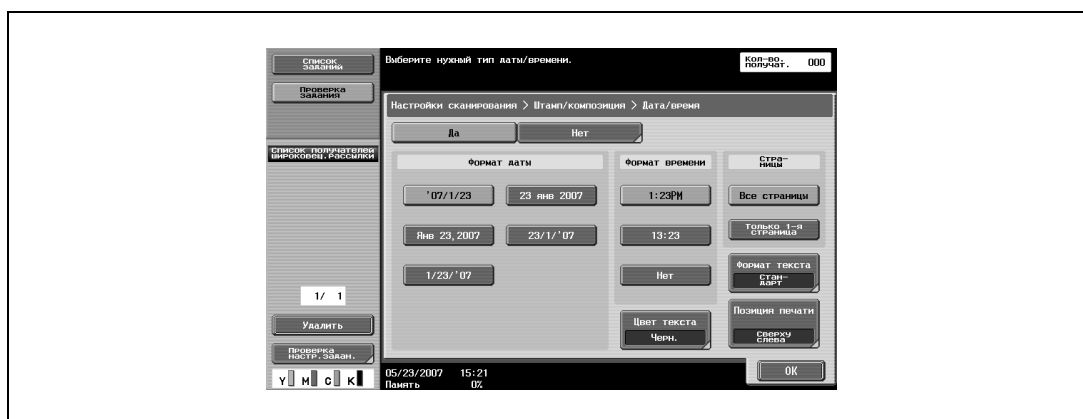 Список
задания
Выберите нужный тип даты/времени.
Кол-во.
получат. 000
Проверка
задания
Настройки сканирования > Штамп/композиция > Дата/время
Да Нет
Список получателей
широковещ.рассылки
Формат даты Формат времени Стра-
ницы
'07/1/23 23 янв 2007 1:23PM Все страницы
Янв 23,2007 23/1/'07 13:23 Только 1-я
страница
1/23/'07 Нет Формат текста
Стан-
дарт
1/ 1
Удалить Цвет текста
Черн.
Позиция печати
Сверху
слева
Проверка
настр.задан.
Y M C K
05/23/2007 15:21
Память 0%
OK